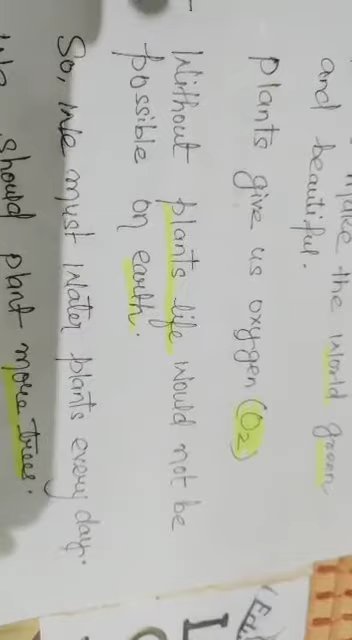 make the world green
and beautiful.
Plants give us oxygen (O2)
Without plants life would not be
possible on earth.
So, we must water plants every day.
We should plant more trees.